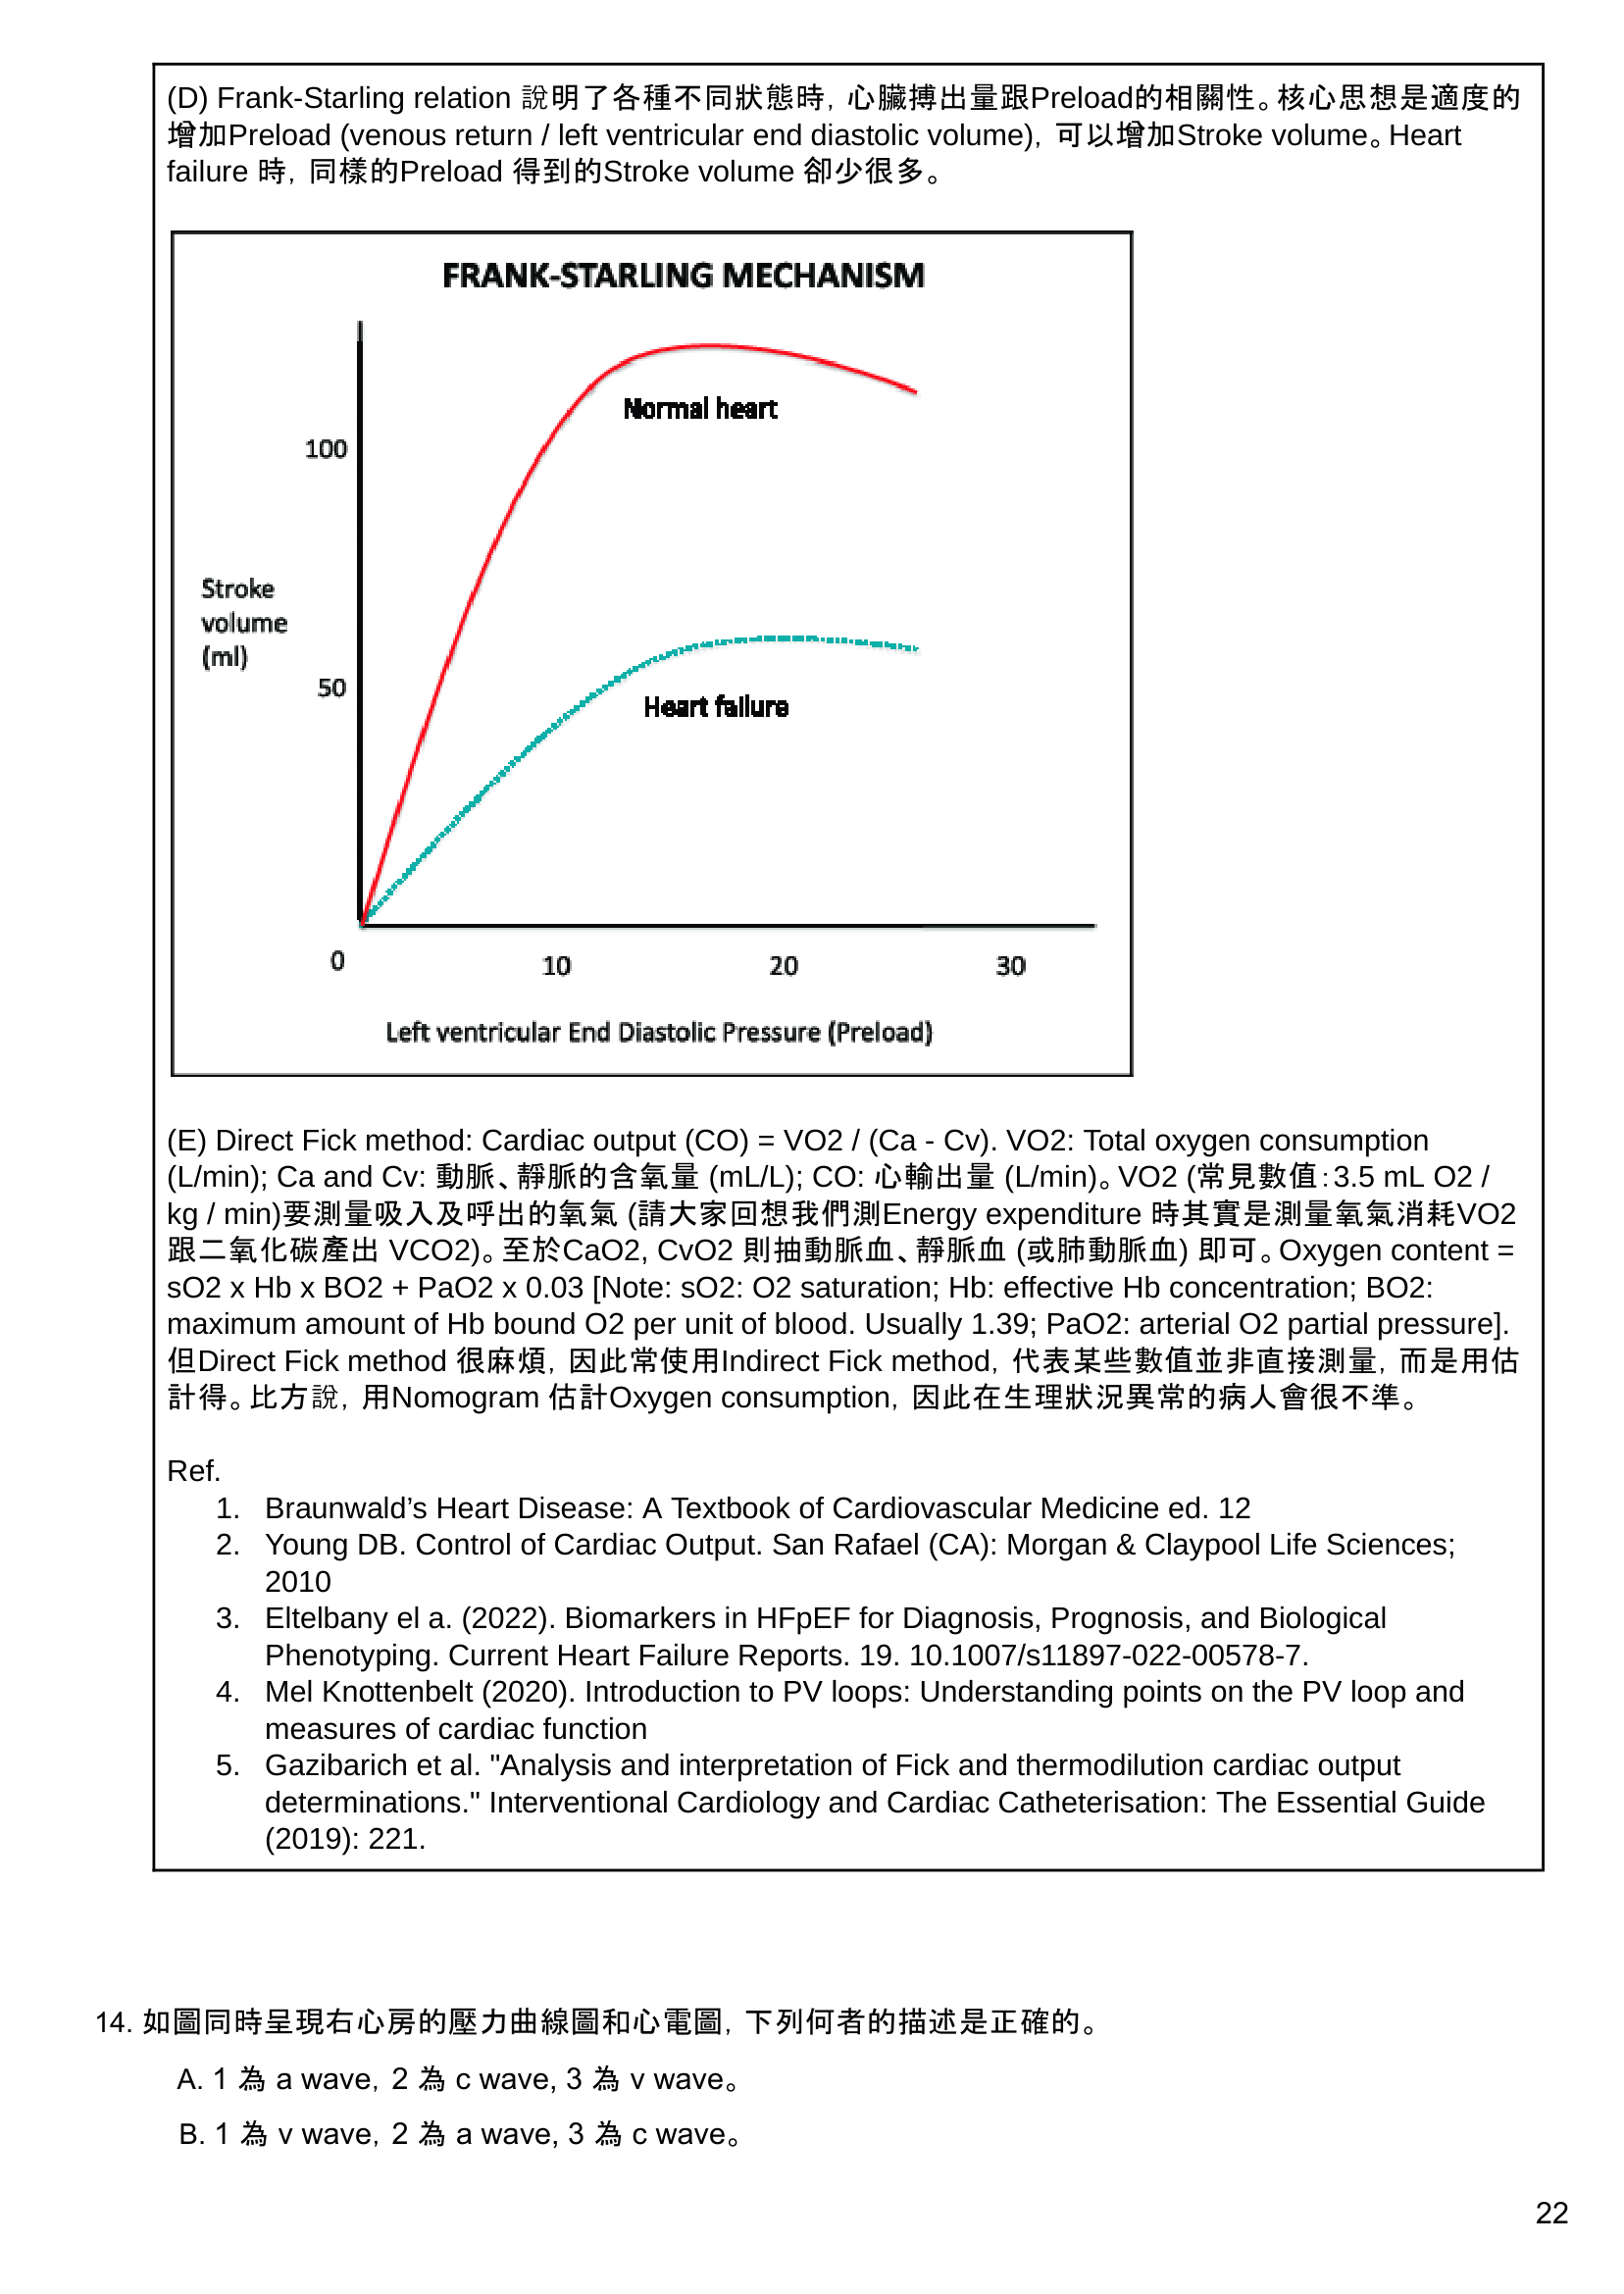 (D) Frank-Starling relation 說明了各種不同狀態時，心臟搏出量跟Preload的相關性。核心思想是適度的
增加Preload (venous return / left ventricular end diastolic volume)，可以增加Stroke volume。Heart
failure 時，同樣的Preload 得到的Stroke volume 卻少很多。
FRANK-STARLING MECHANISM
Normal heart
100
Stroke
volume
(ml)
50
Heart failure
0
10 20 30
Left ventricular End Diastolic Pressure (Preload)
(E) Direct Fick method: Cardiac output (CO) = VO2 / (Ca - Cv). VO2: Total oxygen consumption
(L/min); Ca and Cv: 動脈、靜脈的含氧量 (mL/L); CO: 心輸出量 (L/min)。VO2 (常見數值：3.5 mL O2 /
kg / min)要測量吸入及呼出的氧氣 (請大家回想我們測Energy expenditure 時其實是測量氧氣消耗VO2
跟二氧化碳產出 VCO2)。至於CaO2, CvO2 則抽動脈血、靜脈血 (或肺動脈血) 即可。Oxygen content =
sO2 x Hb x BO2 + PaO2 x 0.03 [Note: sO2: O2 saturation; Hb: effective Hb concentration; BO2:
maximum amount of Hb bound O2 per unit of blood. Usually 1.39; PaO2: arterial O2 partial pressure].
但Direct Fick method 很麻煩，因此常使用Indirect Fick method，代表某些數值並非直接測量，而是用估
計得。比方說，用Nomogram 估計Oxygen consumption，因此在生理狀況異常的病人會很不準。
Ref.
1. Braunwald’s Heart Disease: A Textbook of Cardiovascular Medicine ed. 12
2. Young DB. Control of Cardiac Output. San Rafael (CA): Morgan & Claypool Life Sciences;
2010
3. Eltelbany el a. (2022). Biomarkers in HFpEF for Diagnosis, Prognosis, and Biological
Phenotyping. Current Heart Failure Reports. 19. 10.1007/s11897-022-00578-7.
4. Mel Knottenbelt (2020). Introduction to PV loops: Understanding points on the PV loop and
measures of cardiac function
5. Gazibarich et al. "Analysis and interpretation of Fick and thermodilution cardiac output
determinations." Interventional Cardiology and Cardiac Catheterisation: The Essential Guide
(2019): 221.
14. 如圖同時呈現右心房的壓力曲線圖和心電圖，下列何者的描述是正確的。
A. 1 為 a wave，2 為 c wave, 3 為 v wave。
B. 1 為 v wave，2 為 a wave, 3 為 c wave。
22